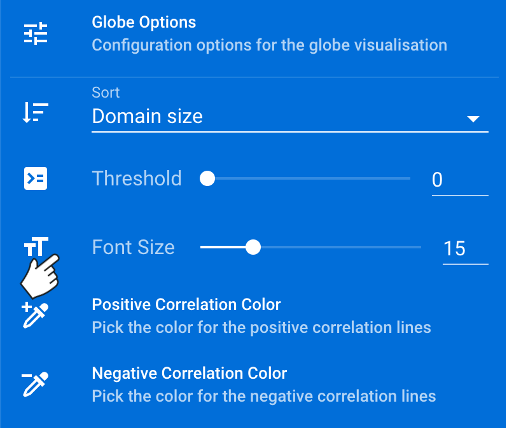 Globe Options
Configuration options for the globe visualisation
Sort
Domain size
Threshold 0
Font Size 15
Positive Correlation Color
Pick the color for the positive correlation lines
Negative Correlation Color
Pick the color for the negative correlation lines